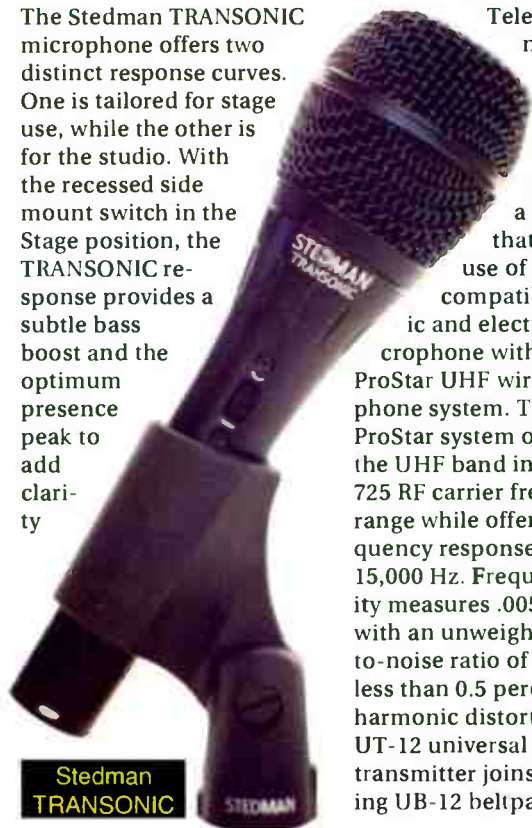 The Stedman TRANSONIC
microphone offers two
distinct response curves.
One is tailored for stage
use, while the other is
for the studio. With
the recessed side
mount switch in the
Stage position, the
TRANSONIC re-
sponse provides a
subtle bass
boost and the
optimum
presence
peak to
add
clari-
ty
STEDMAN
TRANSONIC
STEDMAN
Stedman
TRANSONIC
Tele
a
that
use of
compatil
ic and elect
crophone with
ProStar UHF wir
phone system. T
ProStar system o
the UHF band in
725 RF carrier fre
range while offer
quency response
15,000 Hz. Frequ
ity measures .005
with an unweigh
to-noise ratio of
less than 0.5 perc
harmonic distort
UT-12 universal
transmitter joins
ing UB-12 beltpa